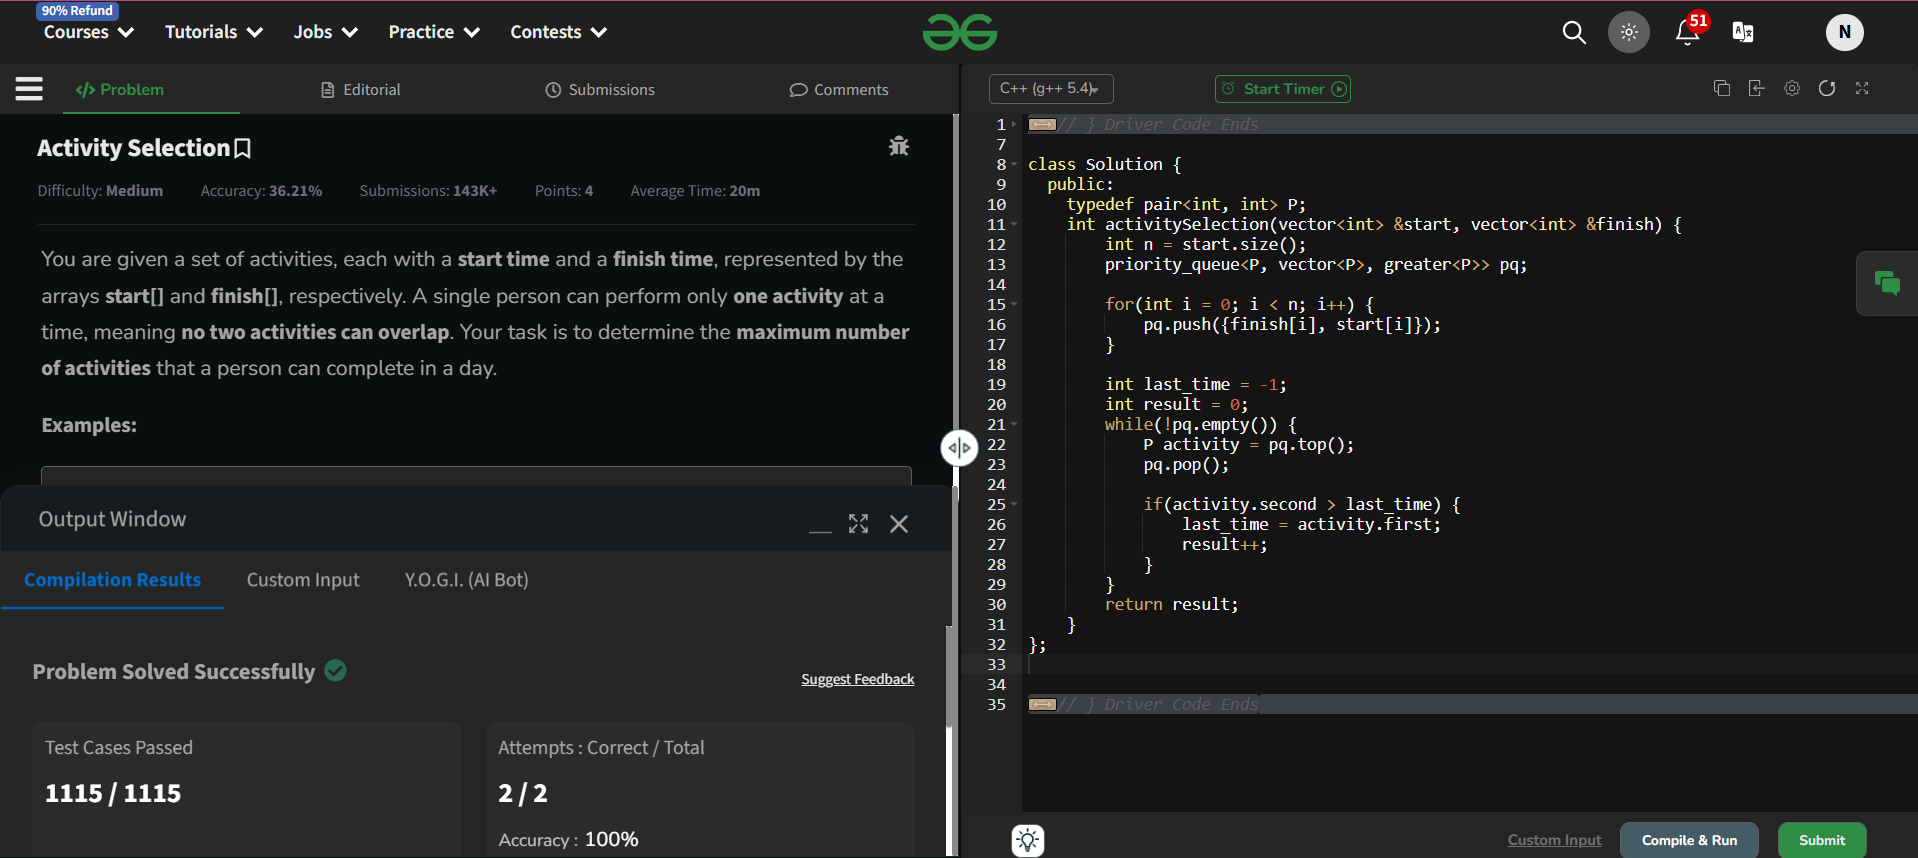 90% Refund
Courses Tutorials Jobs Practice Contests
51
N
Problem Editorial Submissions Comments
C++ (g++ 5.4) Start Timer
Activity Selection
Difficulty: Medium Accuracy: 36.21% Submissions: 143K+ Points: 4 Average Time: 20m
You are given a set of activities, each with a start time and a finish time, represented by the
arrays start[] and finish[], respectively. A single person can perform only one activity at a
time, meaning no two activities can overlap. Your task is to determine the maximum number
of activities that a person can complete in a day.
Examples:
Output Window
Compilation Results Custom Input Y.O.G.I. (AI Bot)
Problem Solved Successfully
Suggest Feedback
Test Cases Passed
1115 / 1115
Attempts : Correct / Total
2 / 2
Accuracy : 100%
1 // } Driver Code Ends
7
8 class Solution {
9   public:
10     typedef pair<int, int> P;
11     int activitySelection(vector<int> &start, vector<int> &finish) {
12         int n = start.size();
13         priority_queue<P, vector<P>, greater<P>> pq;
14
15         for(int i = 0; i < n; i++) {
16             pq.push({finish[i], start[i]});
17         }
18
19         int last_time = -1;
20         int result = 0;
21         while(!pq.empty()) {
22             P activity = pq.top();
23             pq.pop();
24
25             if(activity.second > last_time) {
26                 last_time = activity.first;
27                 result++;
28             }
29         }
30         return result;
31     }
32 };
33
34
35 // } Driver Code Ends
Custom Input Compile & Run Submit